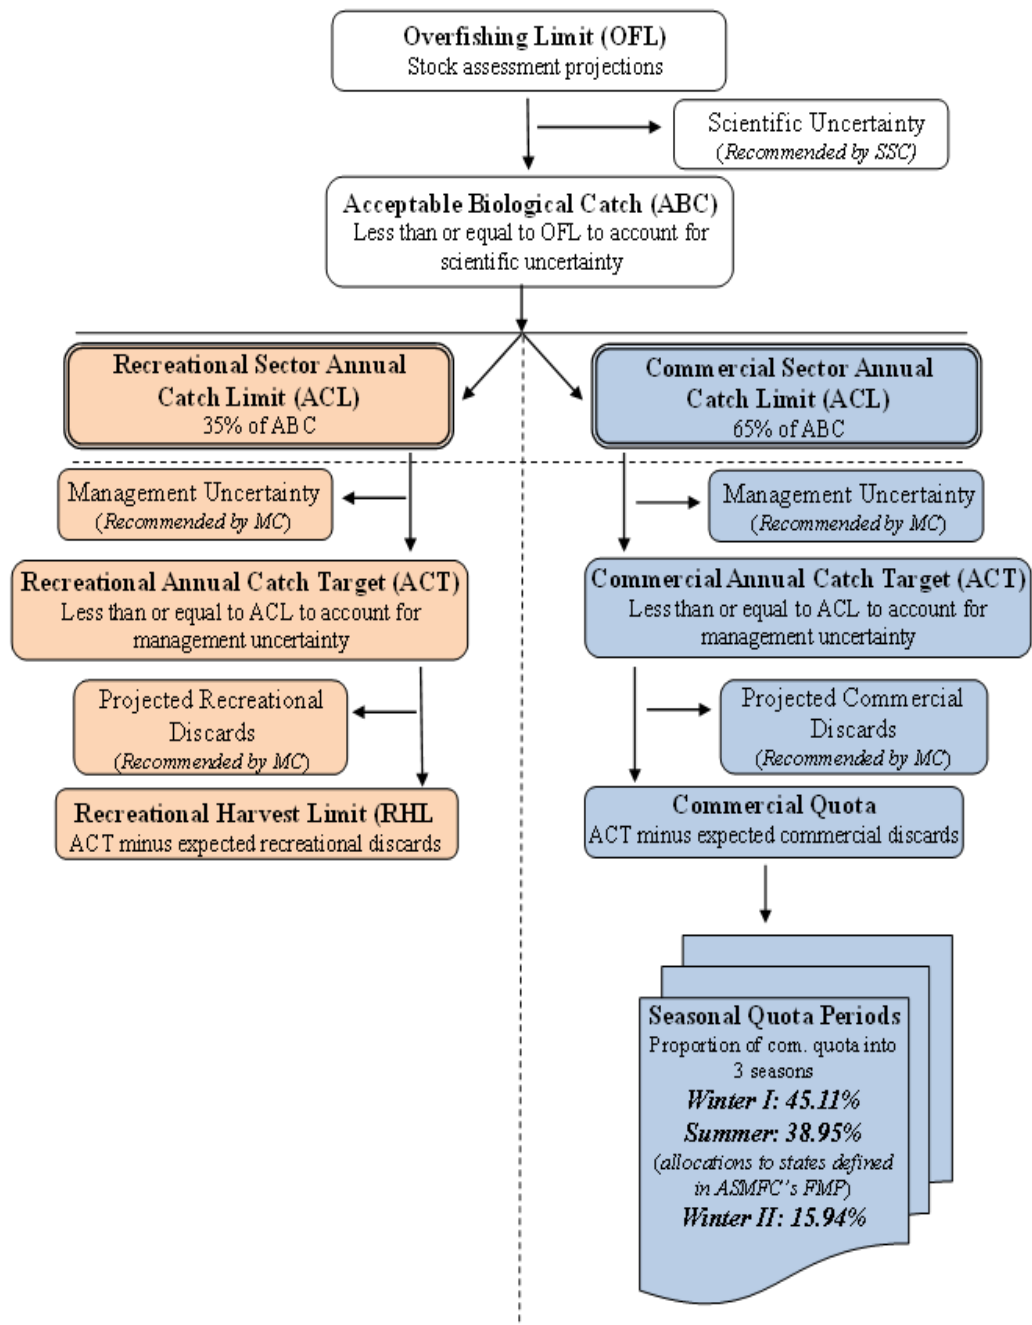 Overfishing Limit (OFL)
Stock assessment projections
Scientific Uncertainty
(Recommended by SSC)
Acceptable Biological Catch (ABC)
Less than or equal to OFL to account for
scientific uncertainty
Recreational Sector Annual
Catch Limit (ACL)
35% of ABC
Commercial Sector Annual
Catch Limit (ACL)
65% of ABC
Management Uncertainty
(Recommended by MC)
Management Uncertainty
(Recommended by MC)
Recreational Annual Catch Target (ACT)
Less than or equal to ACL to account for
management uncertainty
Commercial Annual Catch Target (ACT)
Less than or equal to ACL to account for
management uncertainty
Projected Recreational
Discards
(Recommended by MC)
Projected Commercial
Discards
(Recommended by MC)
Recreational Harvest Limit (RHL
ACT minus expected recreational discards
Commercial Quota
ACT minus expected commercial discards
Seasonal Quota Periods
Proportion of com. quota into
3 seasons
Winter I: 45.11%
Summer: 38.95%
(allocations to states defined
in ASMFC's FMP)
Winter II: 15.94%